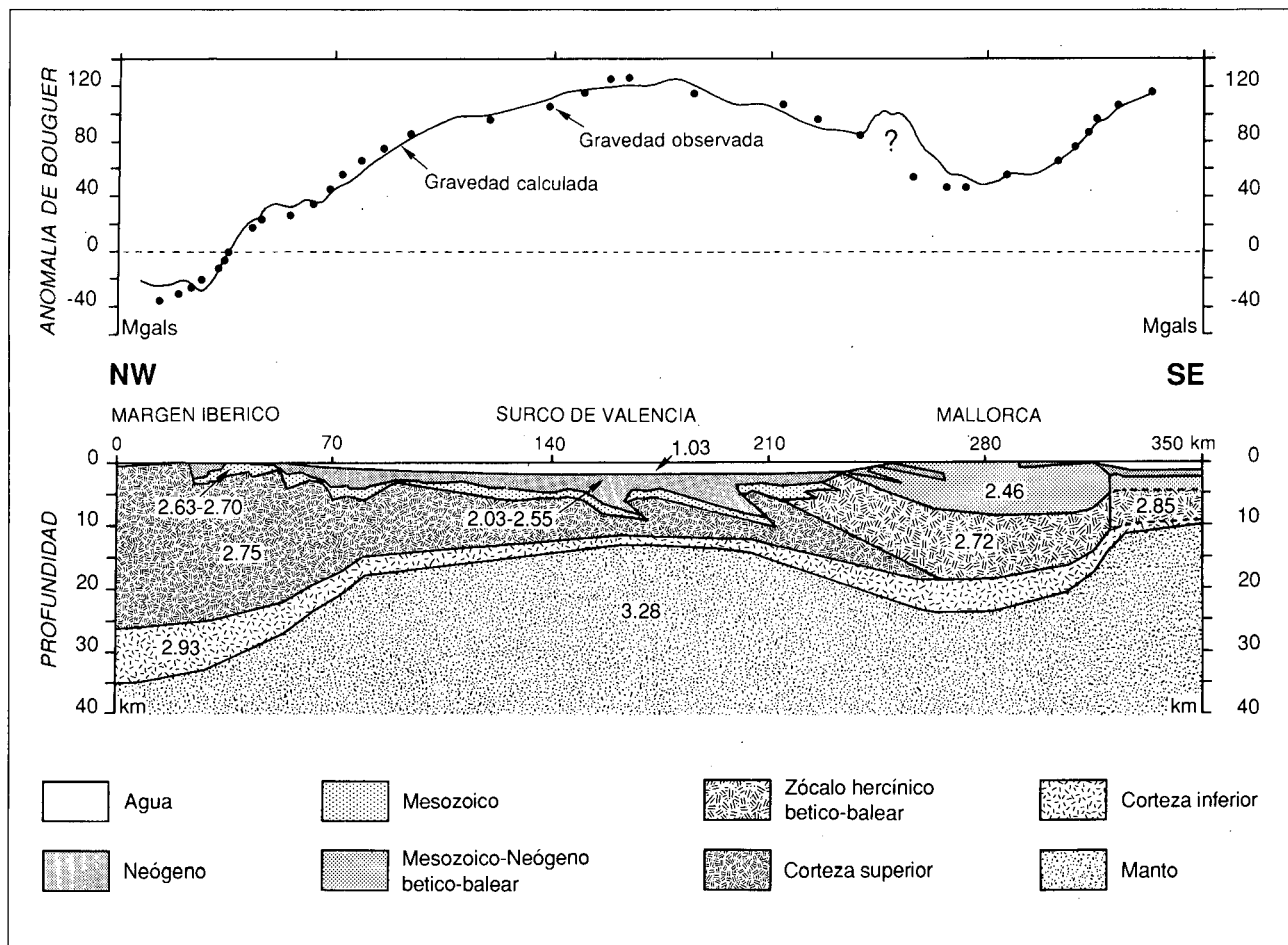 ANOMALIA DE BOUGUER
120
80
40
0
-40
Mgals
120
80
40
0
-40
Mgals
Gravedad observada
Gravedad calculada
?
NW
SE
MARGEN IBERICO
SURCO DE VALENCIA
MALLORCA
0
70
140
1.03
210
280
350 km
PROFUNDIDAD
0
10
20
30
40
km
0
10
20
30
40
km
2.63-2.70
2.03-2.55
2.46
2.85
2.75
2.72
2.93
3.28
Agua
Mesozoico
Zócalo hercínico
betico-balear
Corteza inferior
Neógeno
Mesozoico-Neógeno
betico-balear
Corteza superior
Manto